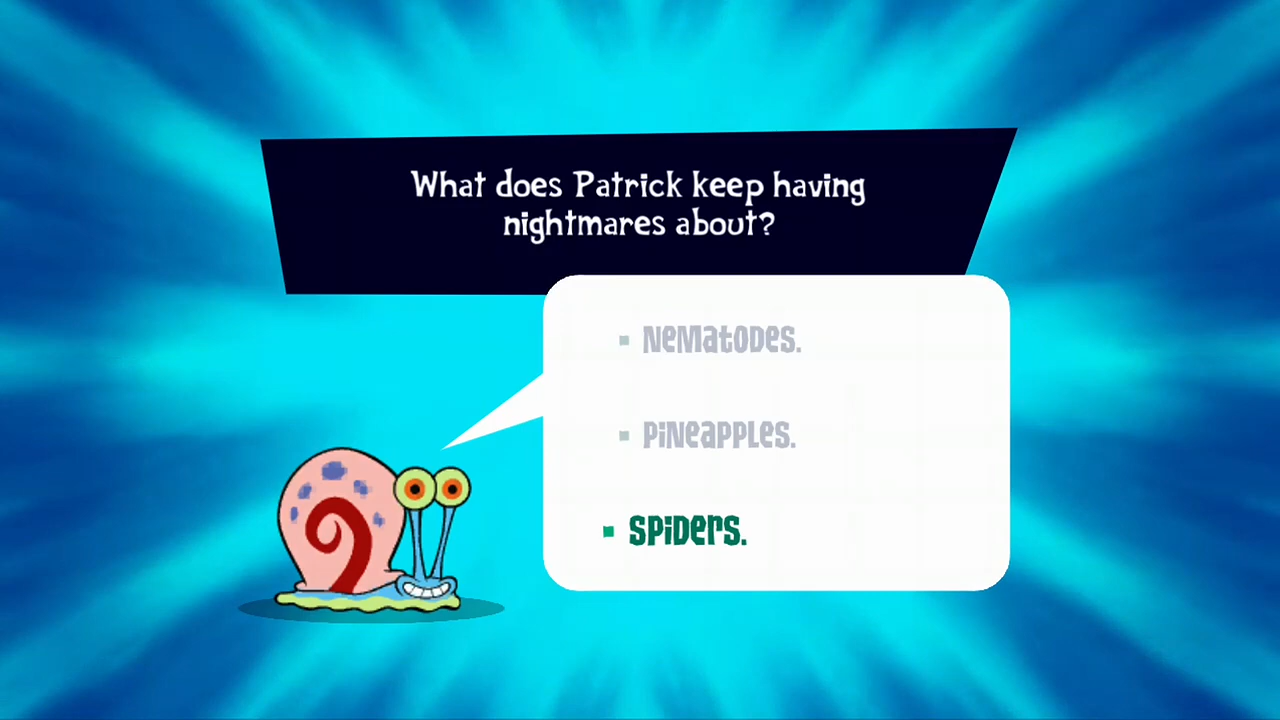 What does Patrick keep having
nightmares about?
▪ Nematodes.
▪ Pineapples.
▪ Spiders.